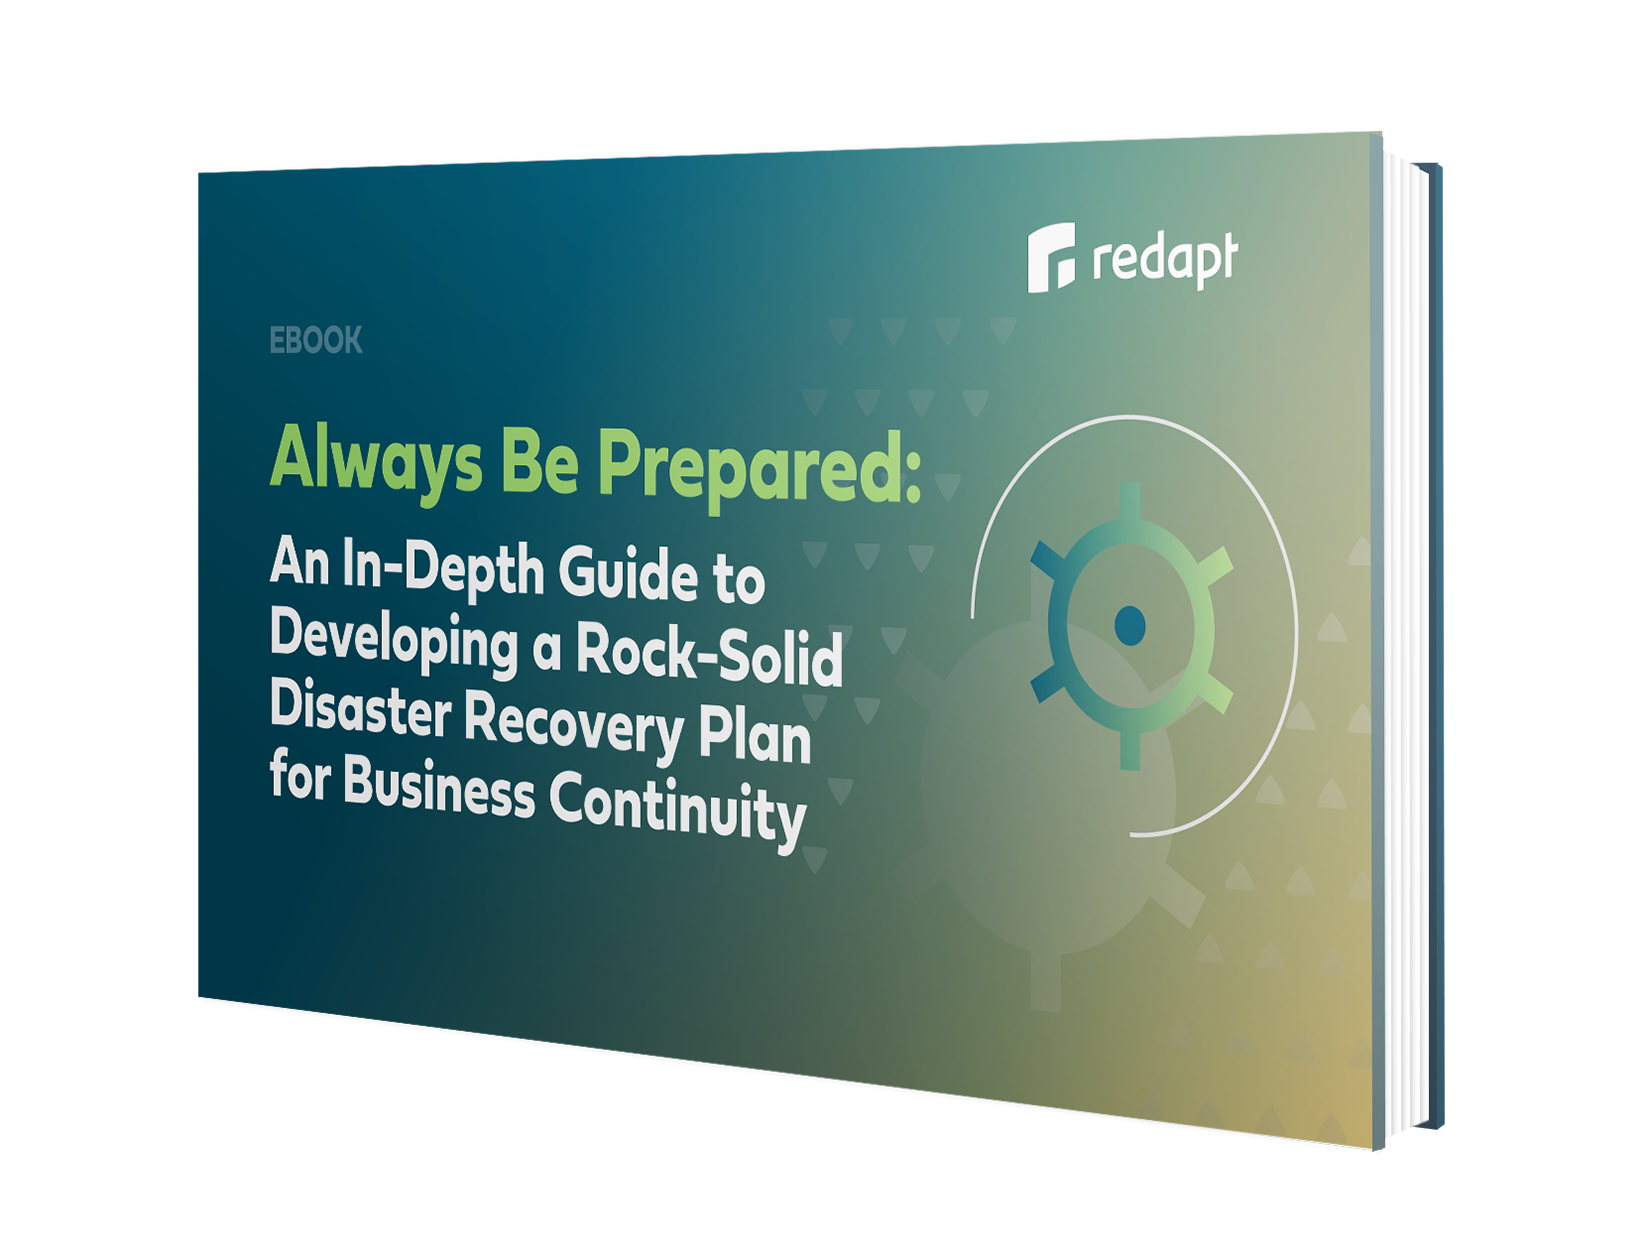 redapt
EBOOK
Always Be Prepared:
An In-Depth Guide to
Developing a Rock-Solid
Disaster Recovery Plan
for Business Continuity